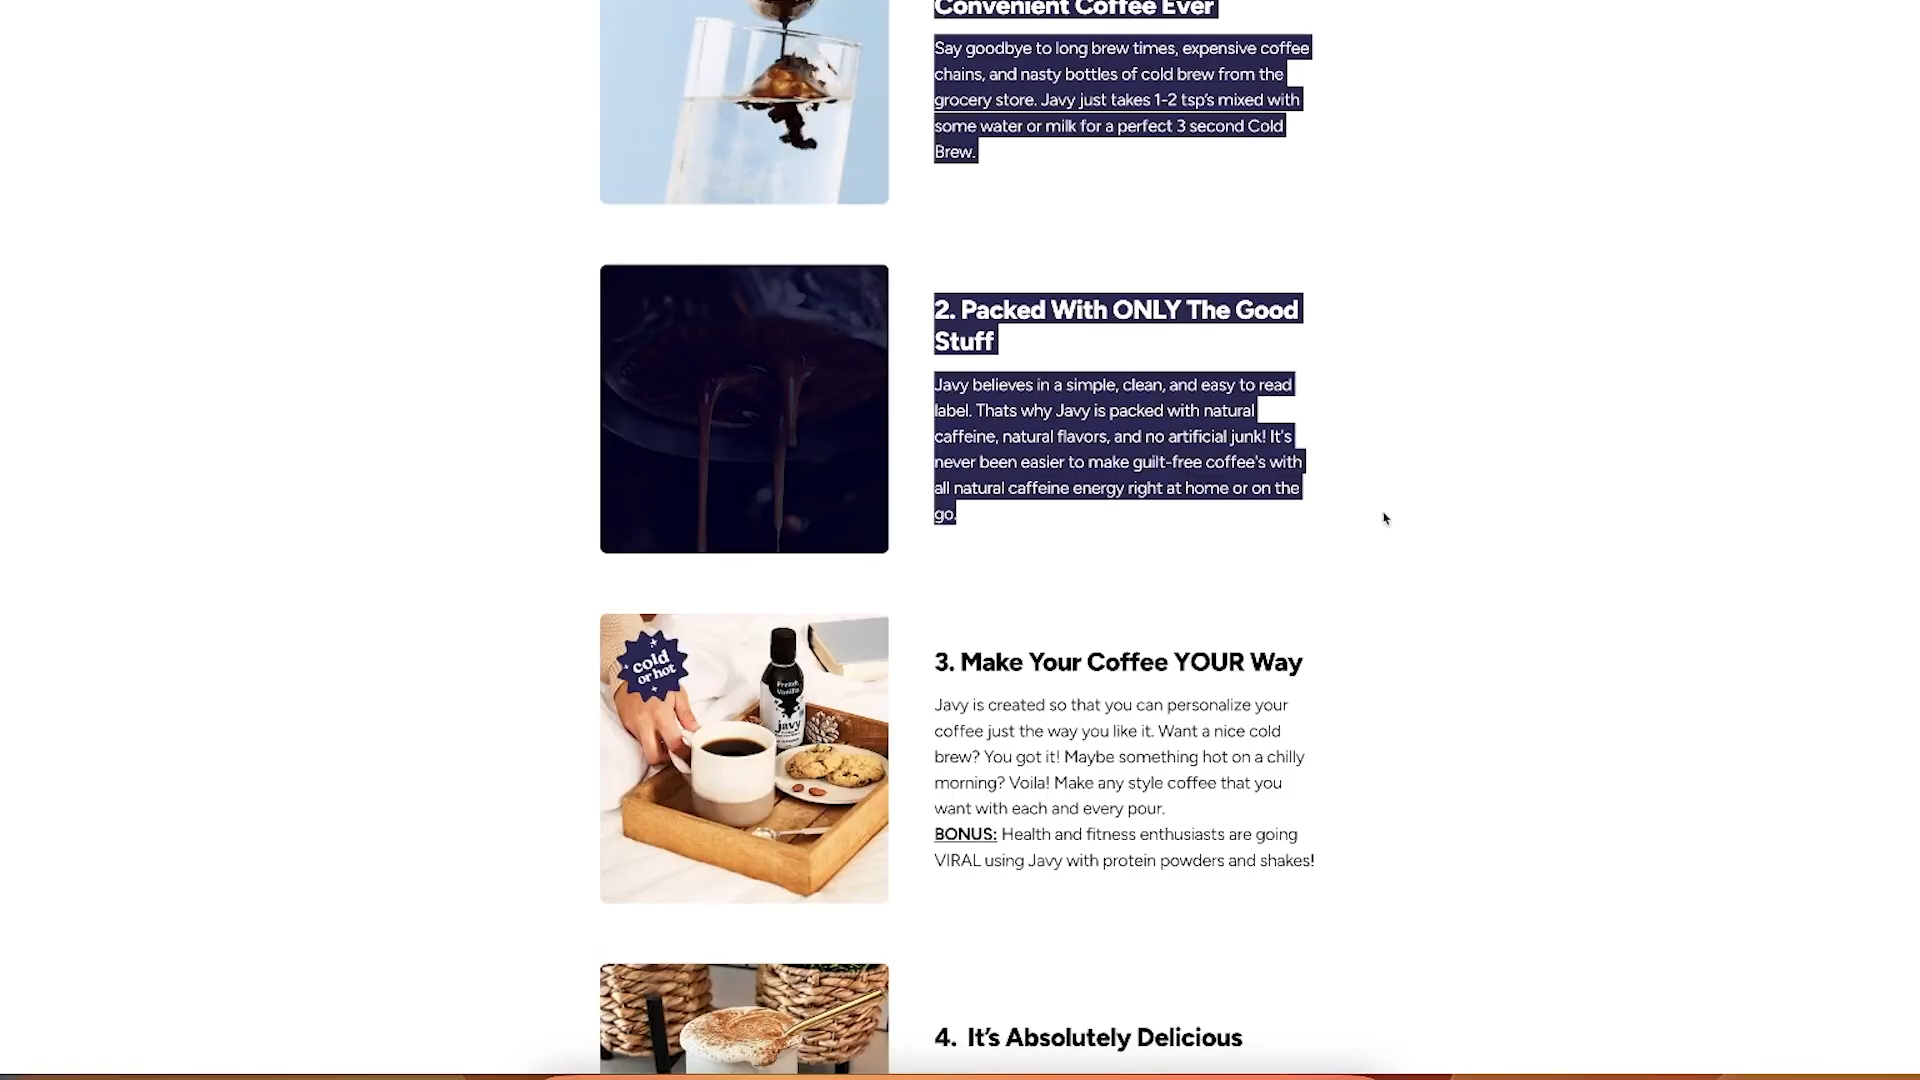 Convenient Coffee Ever
Say goodbye to long brew times, expensive coffee
chains, and nasty bottles of cold brew from the
grocery store. Javy just takes 1-2 tsp's mixed with
some water or milk for a perfect 3 second Cold
Brew.
2. Packed With ONLY The Good
Stuff
Javy believes in a simple, clean, and easy to read
label. Thats why Javy is packed with natural
caffeine, natural flavors, and no artificial junk! It's
never been easier to make guilt-free coffee's with
all natural caffeine energy right at home or on the
go.
cold
or hot
French
Vanilla
javy
3. Make Your Coffee YOUR Way
Javy is created so that you can personalize your
coffee just the way you like it. Want a nice cold
brew? You got it! Maybe something hot on a chilly
morning? Voila! Make any style coffee that you
want with each and every pour.
BONUS: Health and fitness enthusiasts are going
VIRAL using Javy with protein powders and shakes!
4. It’s Absolutely Delicious